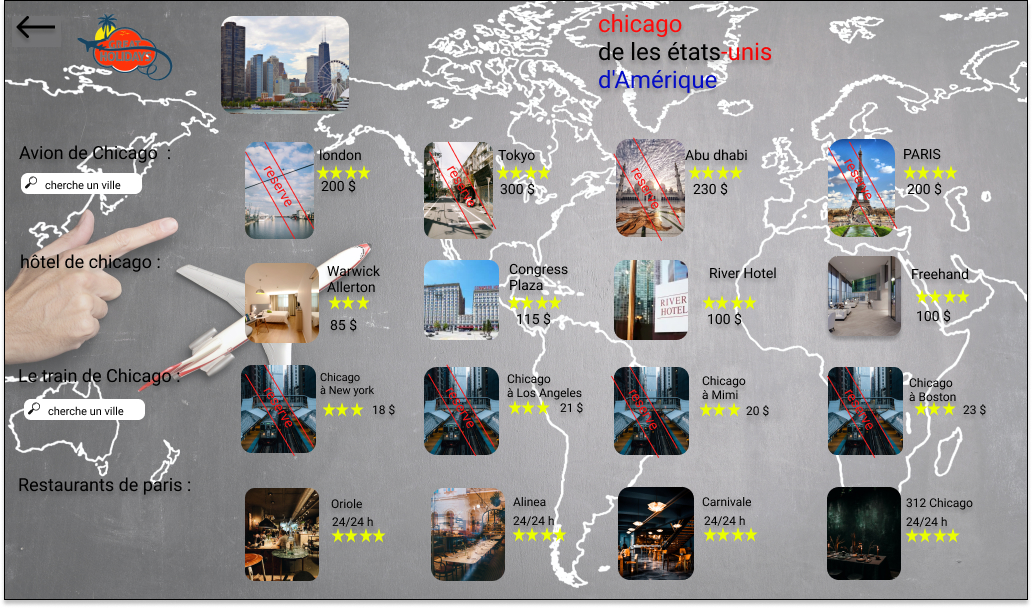 chicago
de les états-unis
d'Amérique
Avion de Chicago :
cherche un ville
london
200 $
reserve
Tokyo
300 $
reserve
Abu dhabi
230 $
reserve
PARIS
200 $
reserve
hôtel de chicago :
Warwick
Allerton
85 $
Congress
Plaza
115 $
RIVER
HOTEL
River Hotel
100 $
Freehand
100 $
Le train de Chicago :
cherche un ville
reserve
Chicago
à New york
18 $
reserve
Chicago
à Los Angeles
21 $
reserve
Chicago
à Mimi
20 $
reserve
Chicago
à Boston
23 $
Restaurants de paris :
Oriole
24/24 h
Alinea
24/24 h
Carnivale
24/24 h
312 Chicago
24/24 h